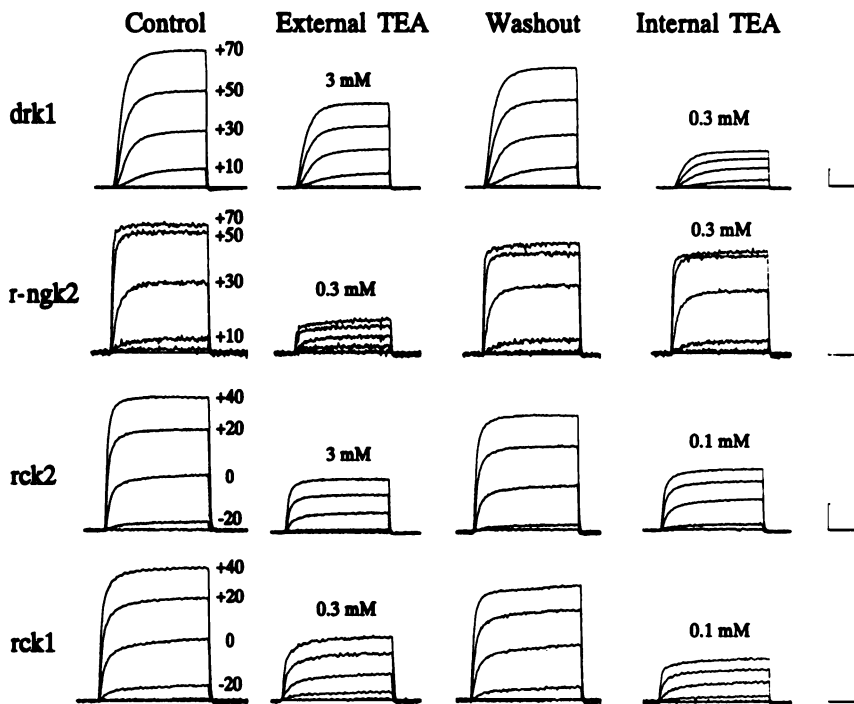 Control External TEA Washout Internal TEA
drk1
+70
+50
+30
+10
3 mM
0.3 mM
r-ngk2
+70
+50
+30
+10
0.3 mM
0.3 mM
rck2
+40
+20
0
-20
3 mM
0.1 mM
rck1
+40
+20
0
-20
0.3 mM
0.1 mM